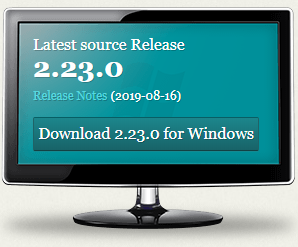 Latest source Release
2.23.0
Release Notes (2019-08-16)
Download 2.23.0 for Windows